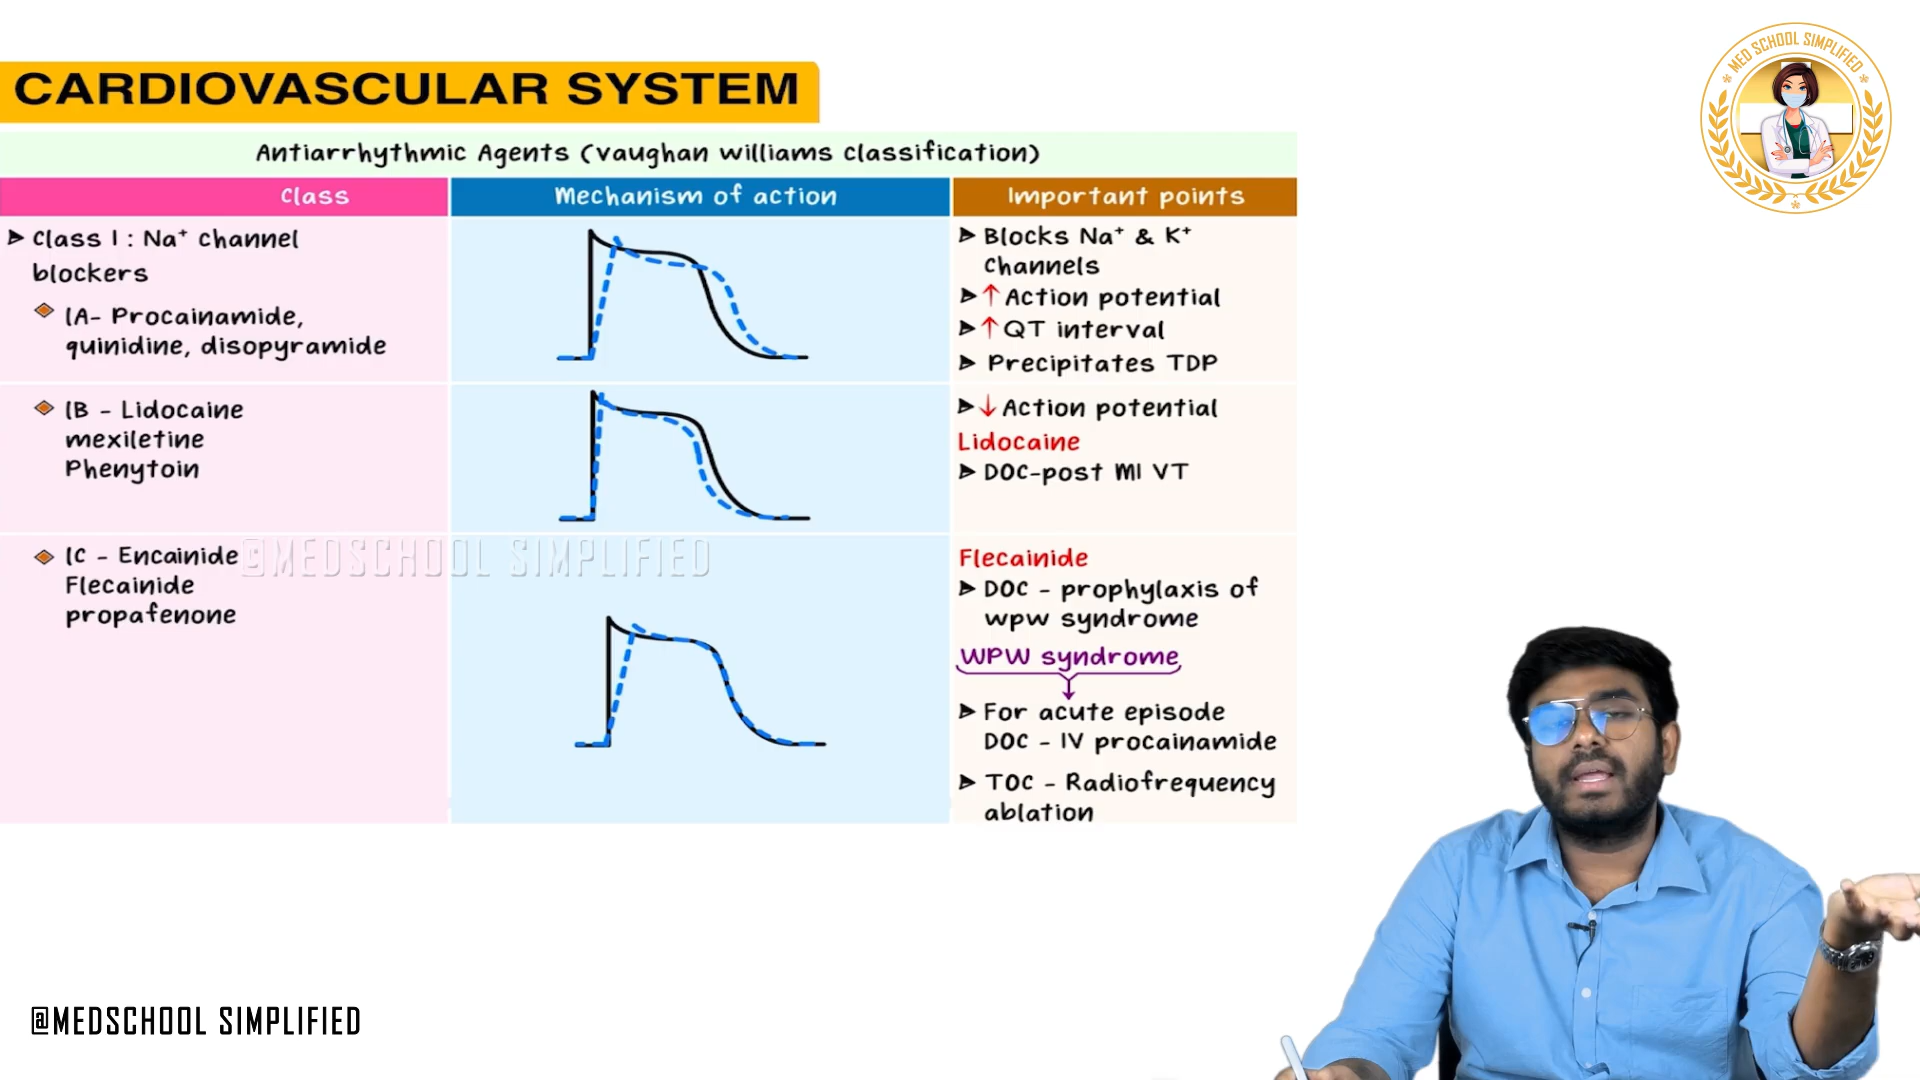 MED SCHOOL SIMPLIFIED
CARDIOVASCULAR SYSTEM
Antiarrhythmic Agents (Vaughan Williams Classification)
Class
Mechanism of action
Important points
➤ Class I : Na⁺ Channel
blockers
IA- Procainamide,
quinidine, disopyramide
➤ Blocks Na⁺ & K⁺
Channels
➤ ↑ Action potential
➤ ↑ QT interval
➤ Precipitates TDP
IB - Lidocaine
mexiletine
Phenytoin
➤ ↓ Action potential
Lidocaine
➤ DOC-post MI VT
IC - Encainide
Flecainide
propafenone
@MEDSCHOOL SIMPLIFIED
Flecainide
➤ DOC - prophylaxis of
wpw syndrome
WPW syndrome
➤ For acute episode
DOC - IV procainamide
➤ TOC - Radiofrequency
ablation
@MEDSCHOOL SIMPLIFIED